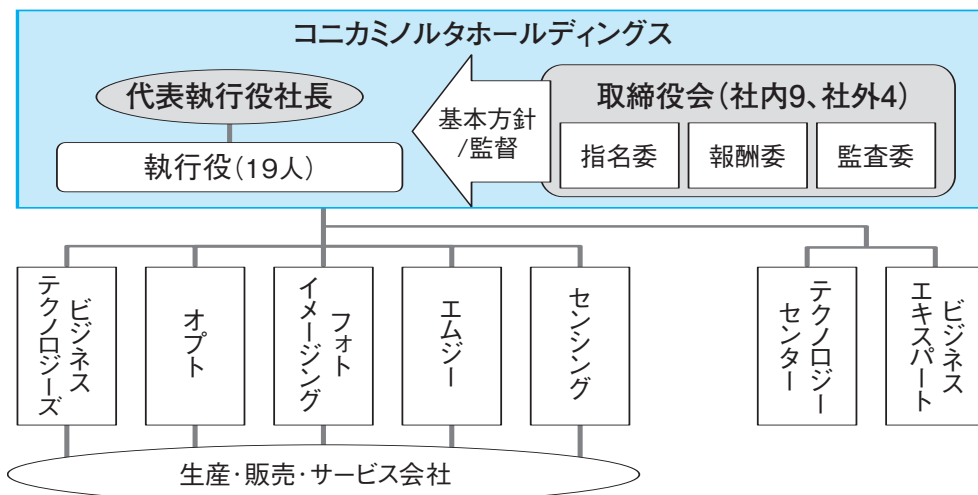 コニカミノルタホールディングス
代表執行役社長
執行役(19人)
基本方針
/監督
取締役会(社内9、社外4)
指名委
報酬委
監査委
ビジネス
テクノロジーズ
オプト
フォト
イメージング
エムジー
センシング
テクノロジー
センター
ビジネス
エキスパート
生産・販売・サービス会社